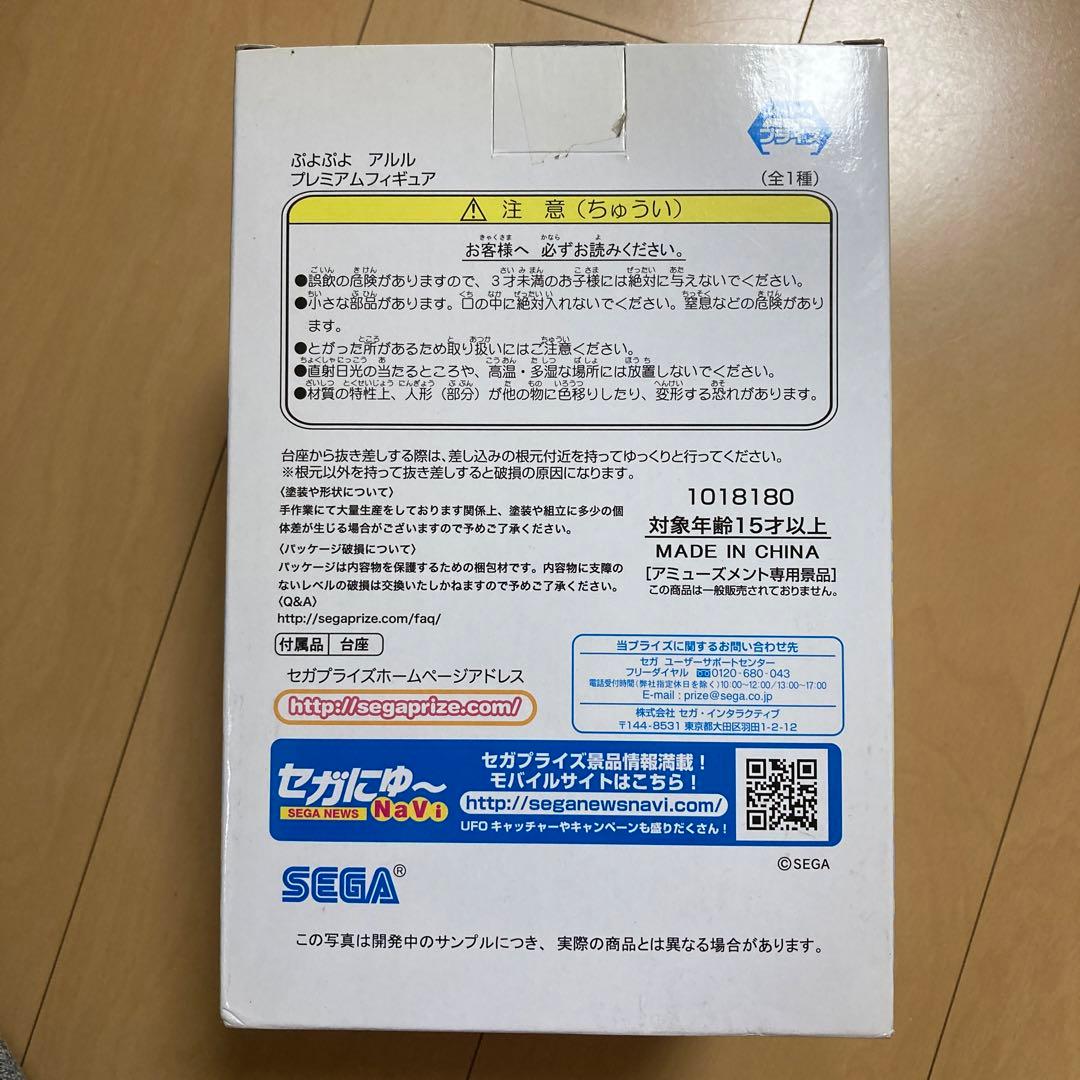 プライズ
ぷよぷよ アルル
プレミアムフィギュア
(全1種)
注 意(ちゅうい)
お客様へ 必ずお読みください。
●誤飲の危険がありますので、3才未満のお子様には絶対に与えないでください。
●小さな部品があります。口の中に絶対入れないでください。窒息などの危険があり
ます。
●とがった所があるため取り扱いにはご注意ください。
●直射日光の当たるところや、高温・多湿な場所には放置しないでください。
●材質の特性上、人形(部分)が他の物に色移りしたり、変形する恐れがあります。
台座から抜き差しする際は、差し込みの根元付近を持ってゆっくりと行ってください。
※根元以外を持って抜き差しすると破損の原因になります。
〈塗装や形状について〉
手作業にて大量生産をしております関係上、塗装や組立に多少の個
体差が生じる場合がございますので予めご了承ください。
〈パッケージ破損について〉
パッケージは内容物を保護するための梱包材です。内容物に支障の
ないレベルの破損は交換いたしかねますので予めご了承ください。
〈Q&A〉
http://segaprize.com/faq/
1018180
対象年齢15才以上
MADE IN CHINA
[アミューズメント専用景品]
この商品は一般販売されておりません。
付属品 台座
セガプライズホームページアドレス
http://segaprize.com/
当プライズに関するお問い合わせ先
セガ ユーザーサポートセンター
フリーダイヤル 0120-680-043
電話受付時間(弊社指定休日を除く)10:00~12:00/13:00~17:00
E-mail : prize@sega.co.jp
株式会社 セガ・インタラクティブ
〒144-8531 東京都大田区羽田1-2-12
セガにゅ〜
SEGA NEWS NaVi
セガプライズ景品情報満載!
モバイルサイトはこちら!
http://seganewsnavi.com/
UFOキャッチャーやキャンペーンも盛りだくさん!
©SEGA
SEGA®
この写真は開発中のサンプルにつき、実際の商品とは異なる場合があります。